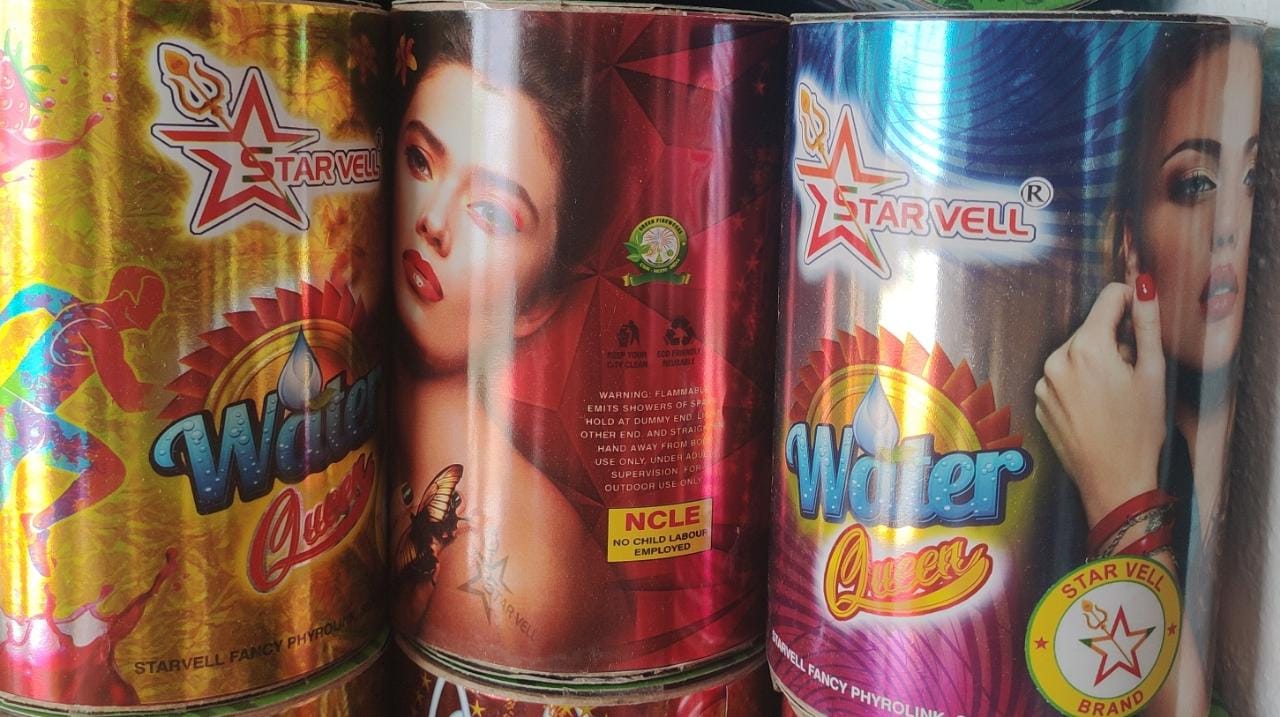 STAR VELL
Water
Queen
STARVELL FANCY PHYROLINK
GREEN FIREWORKS
KEEP YOUR
CITY CLEAN
ECO FRIENDLY
REUSABLE
WARNING: FLAMMABLE
EMITS SHOWERS OF
HOLD AT DUMMY END,
OTHER END. AND
HAND AWAY FROM
USE ONLY, UNDER
SUPERVISION. FOR
OUTDOOR USE ONLY
NCLE
NO CHILD LABOUR
EMPLOYED
STAR VELL
STAR VELL ®
Water
Queen
STARVELL FANCY PHYROLINK
STAR VELL
BRAND